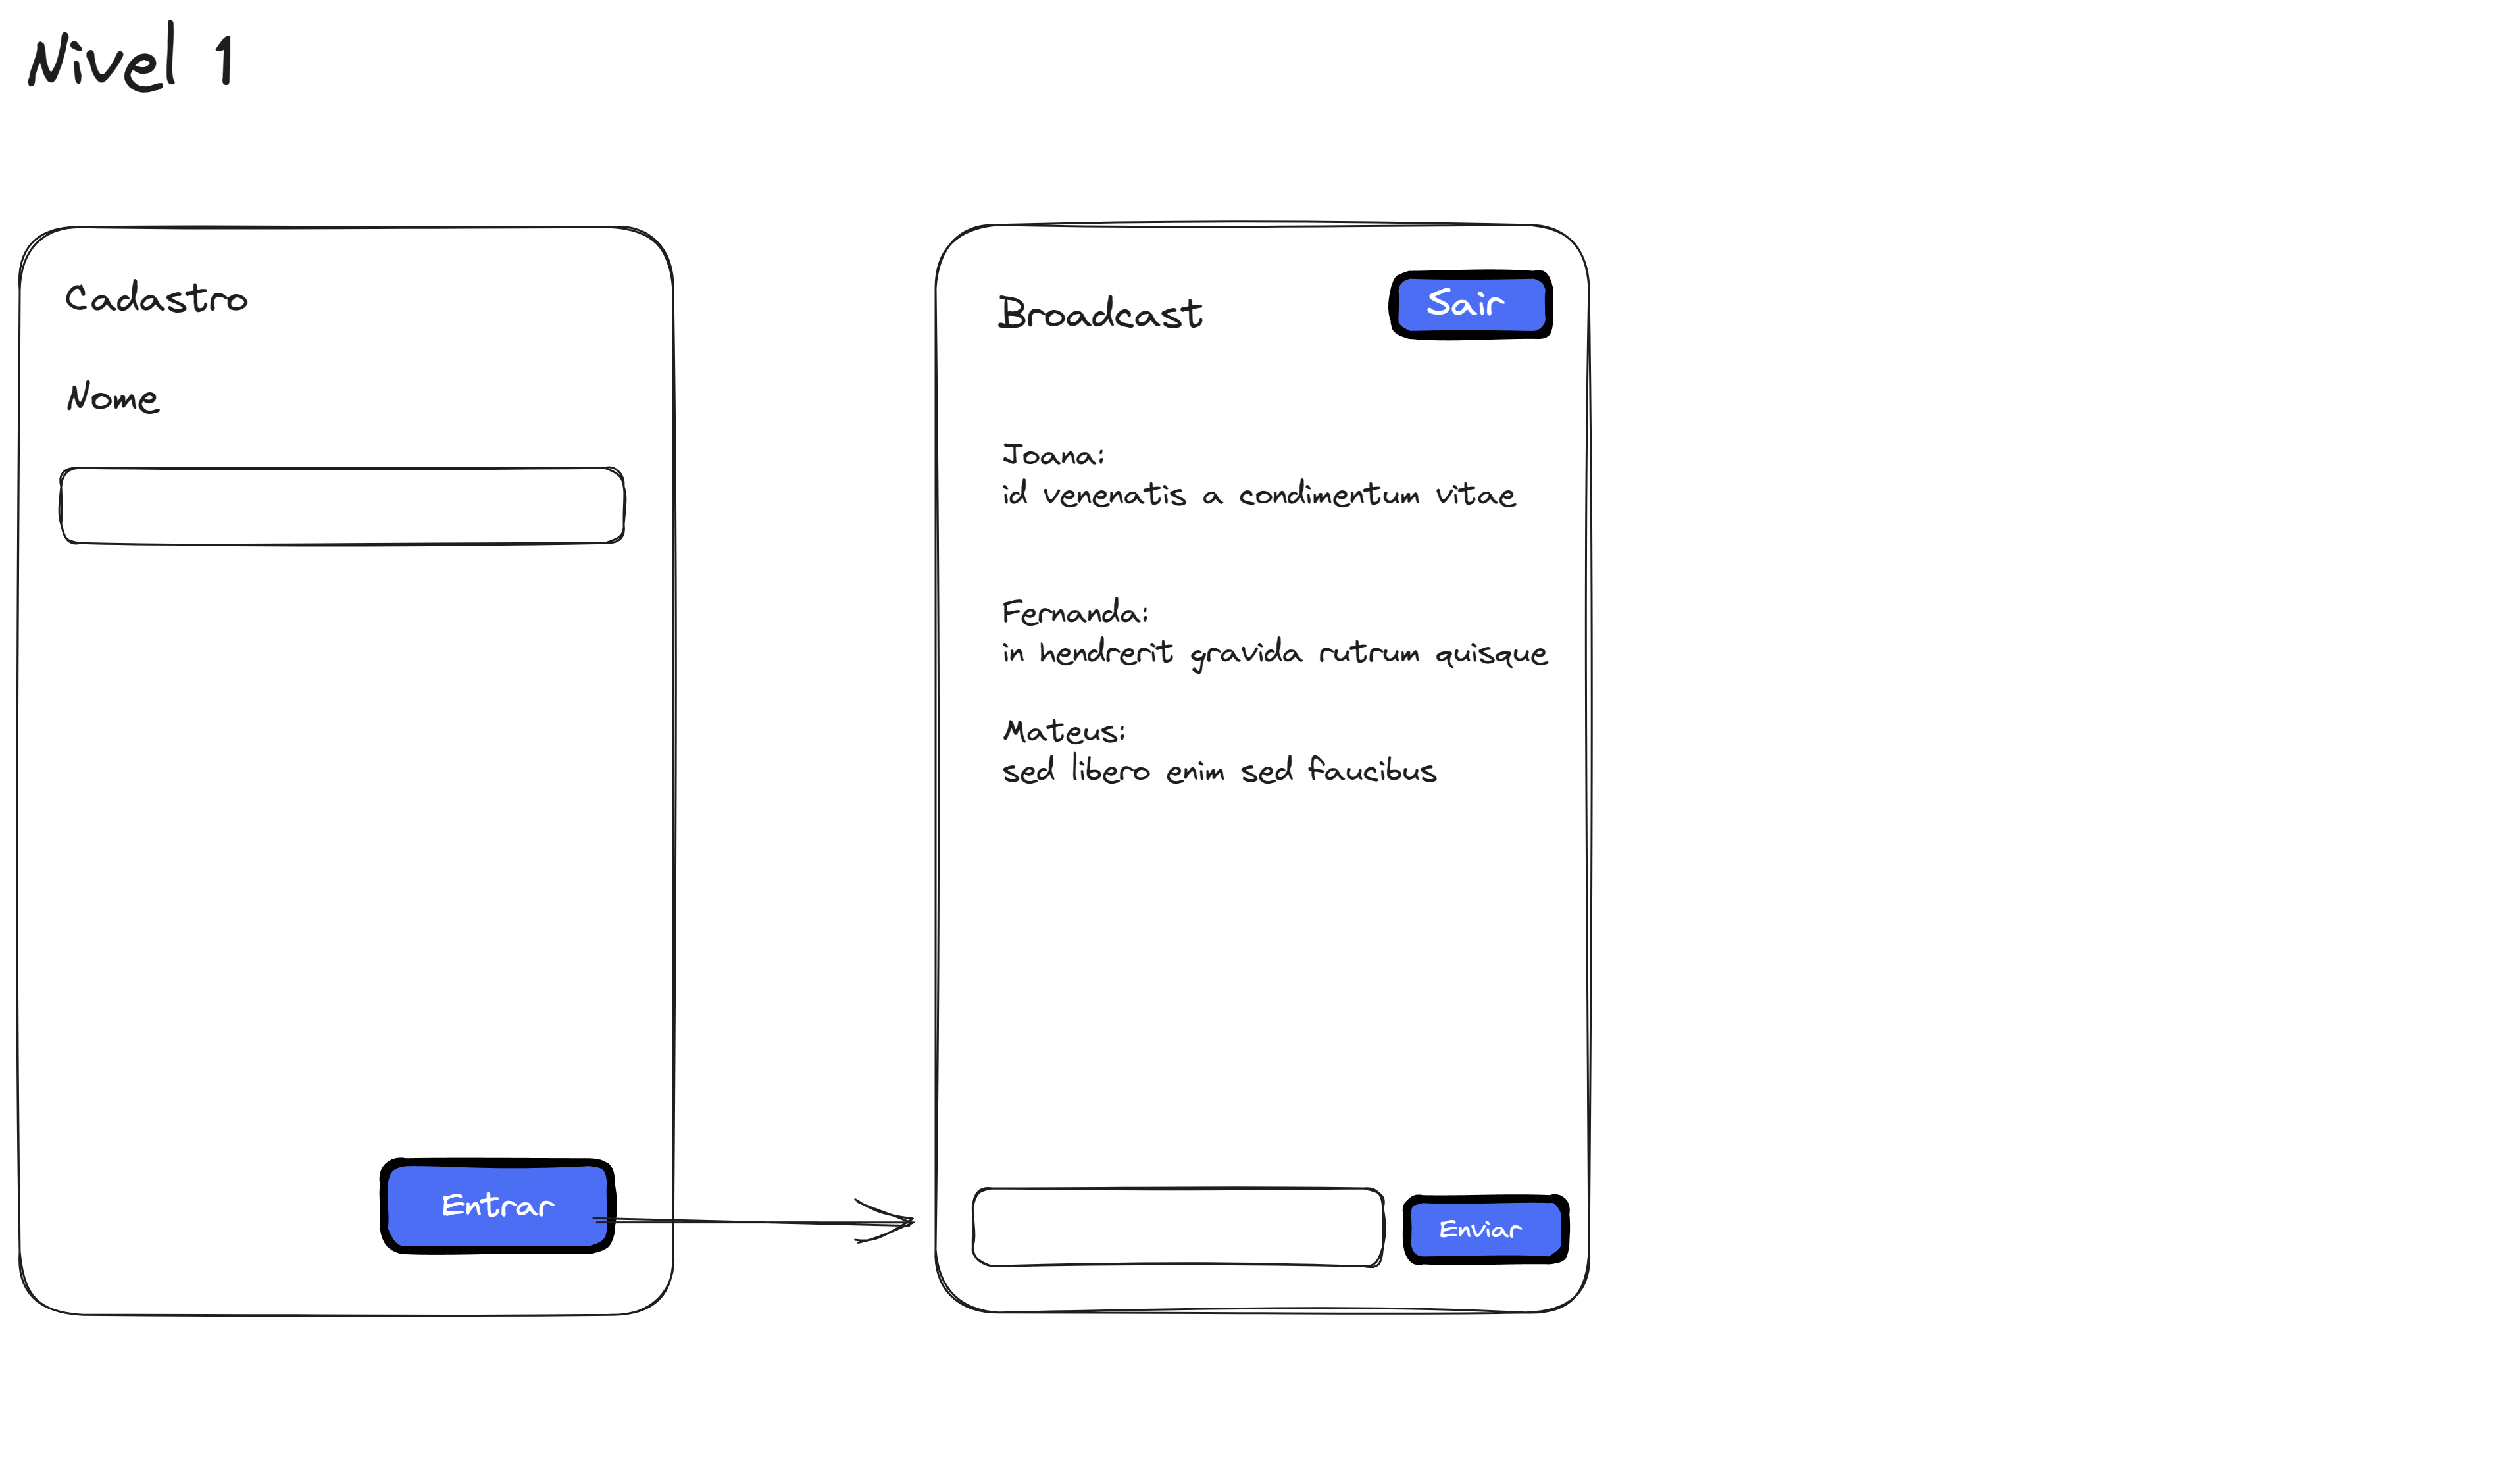 Nivel 1
Cadastro
Nome
Entrar
Broadcast
Sair
Joana:
id venenatis a condimentum vitae
Fernanda:
in hendrerit gravida rutrum quisque
Mateus:
sed libero enim sed faucibus
Enviar